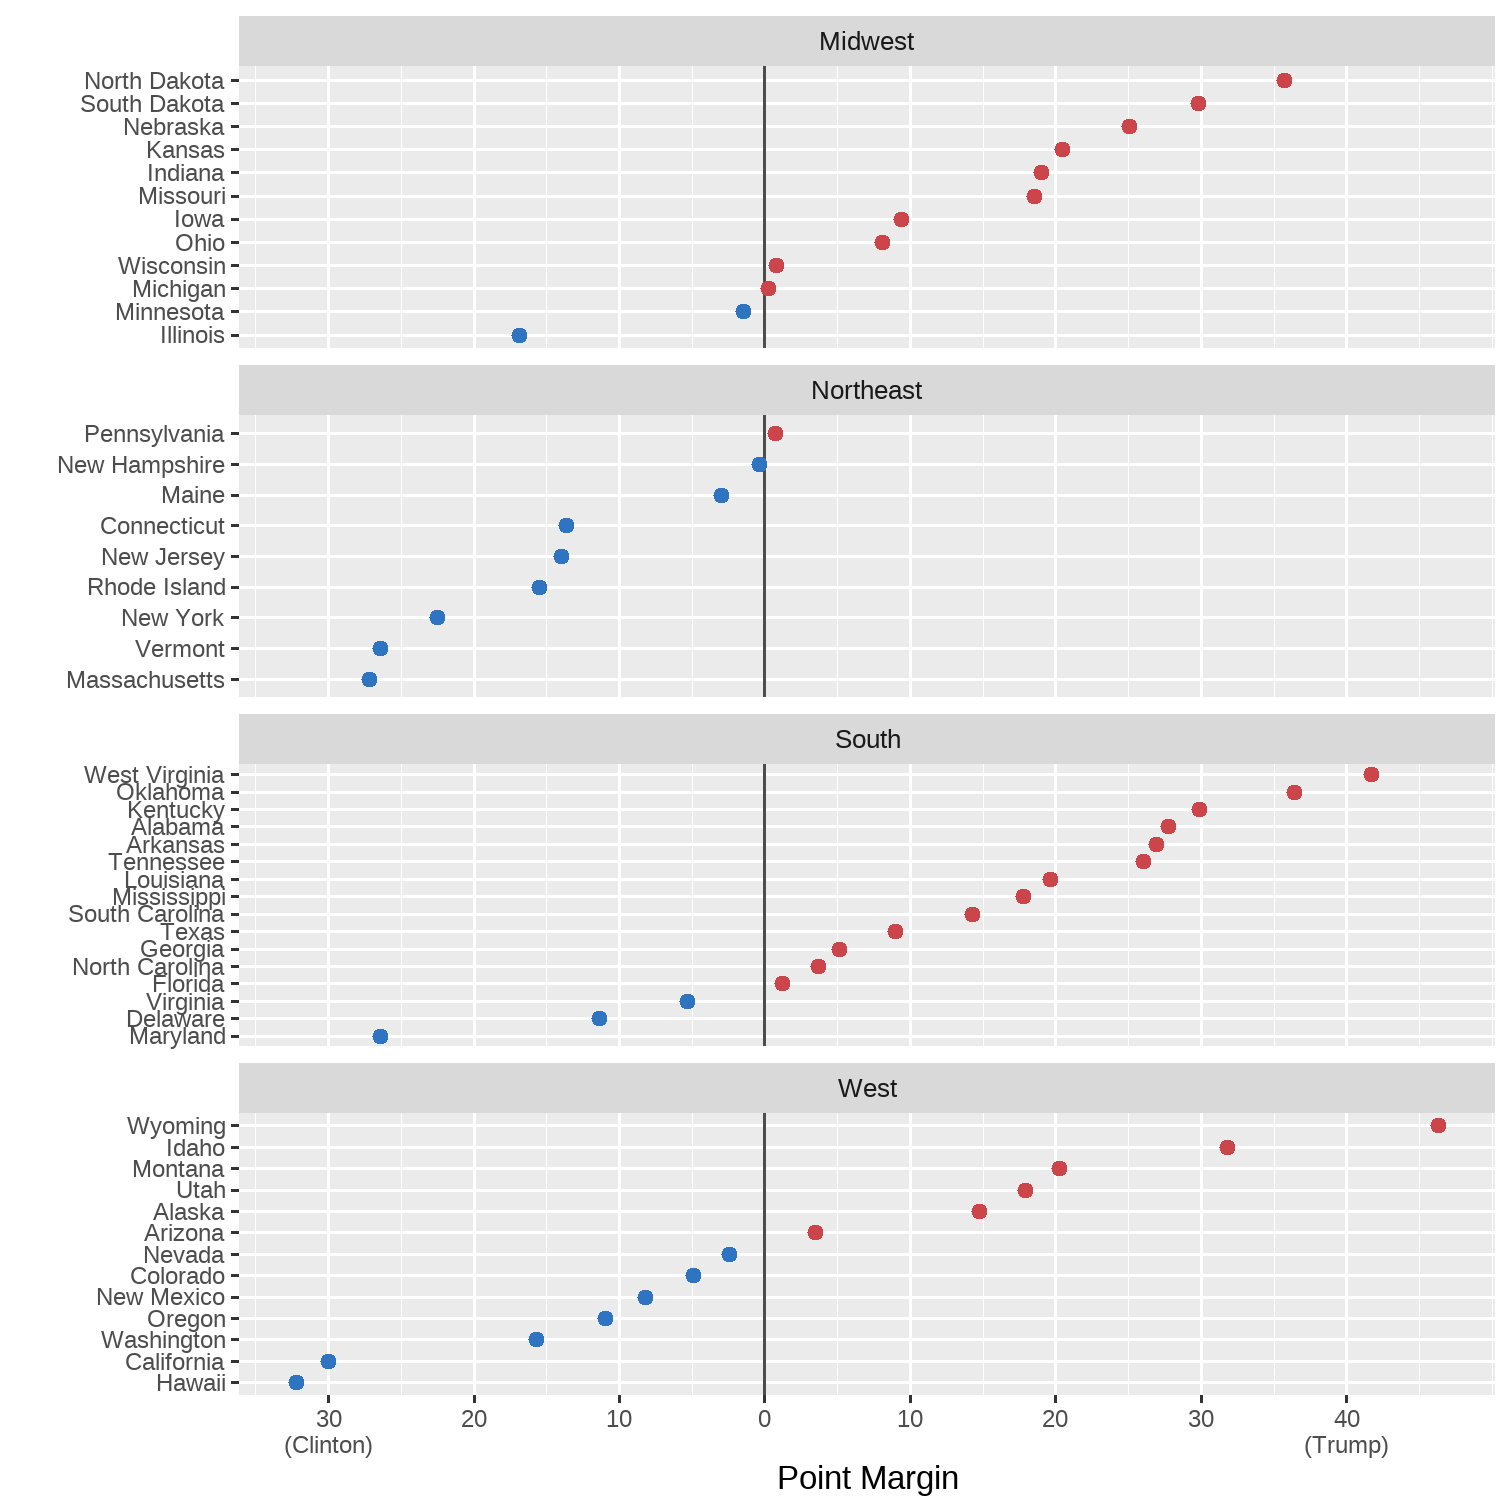 Midwest
North Dakota
South Dakota
Nebraska
Kansas
Indiana
Missouri
Iowa
Ohio
Wisconsin
Michigan
Minnesota
Illinois
Northeast
Pennsylvania
New Hampshire
Maine
Connecticut
New Jersey
Rhode Island
New York
Vermont
Massachusetts
South
West Virginia
Oklahoma
Kentucky
Alabama
Arkansas
Tennessee
Louisiana
Mississippi
South Carolina
Texas
Georgia
North Carolina
Florida
Virginia
Delaware
Maryland
West
Wyoming
Idaho
Montana
Utah
Alaska
Arizona
Nevada
Colorado
New Mexico
Oregon
Washington
California
Hawaii
30 20 10 0 10 20 30 40
(Clinton) (Trump)
Point Margin